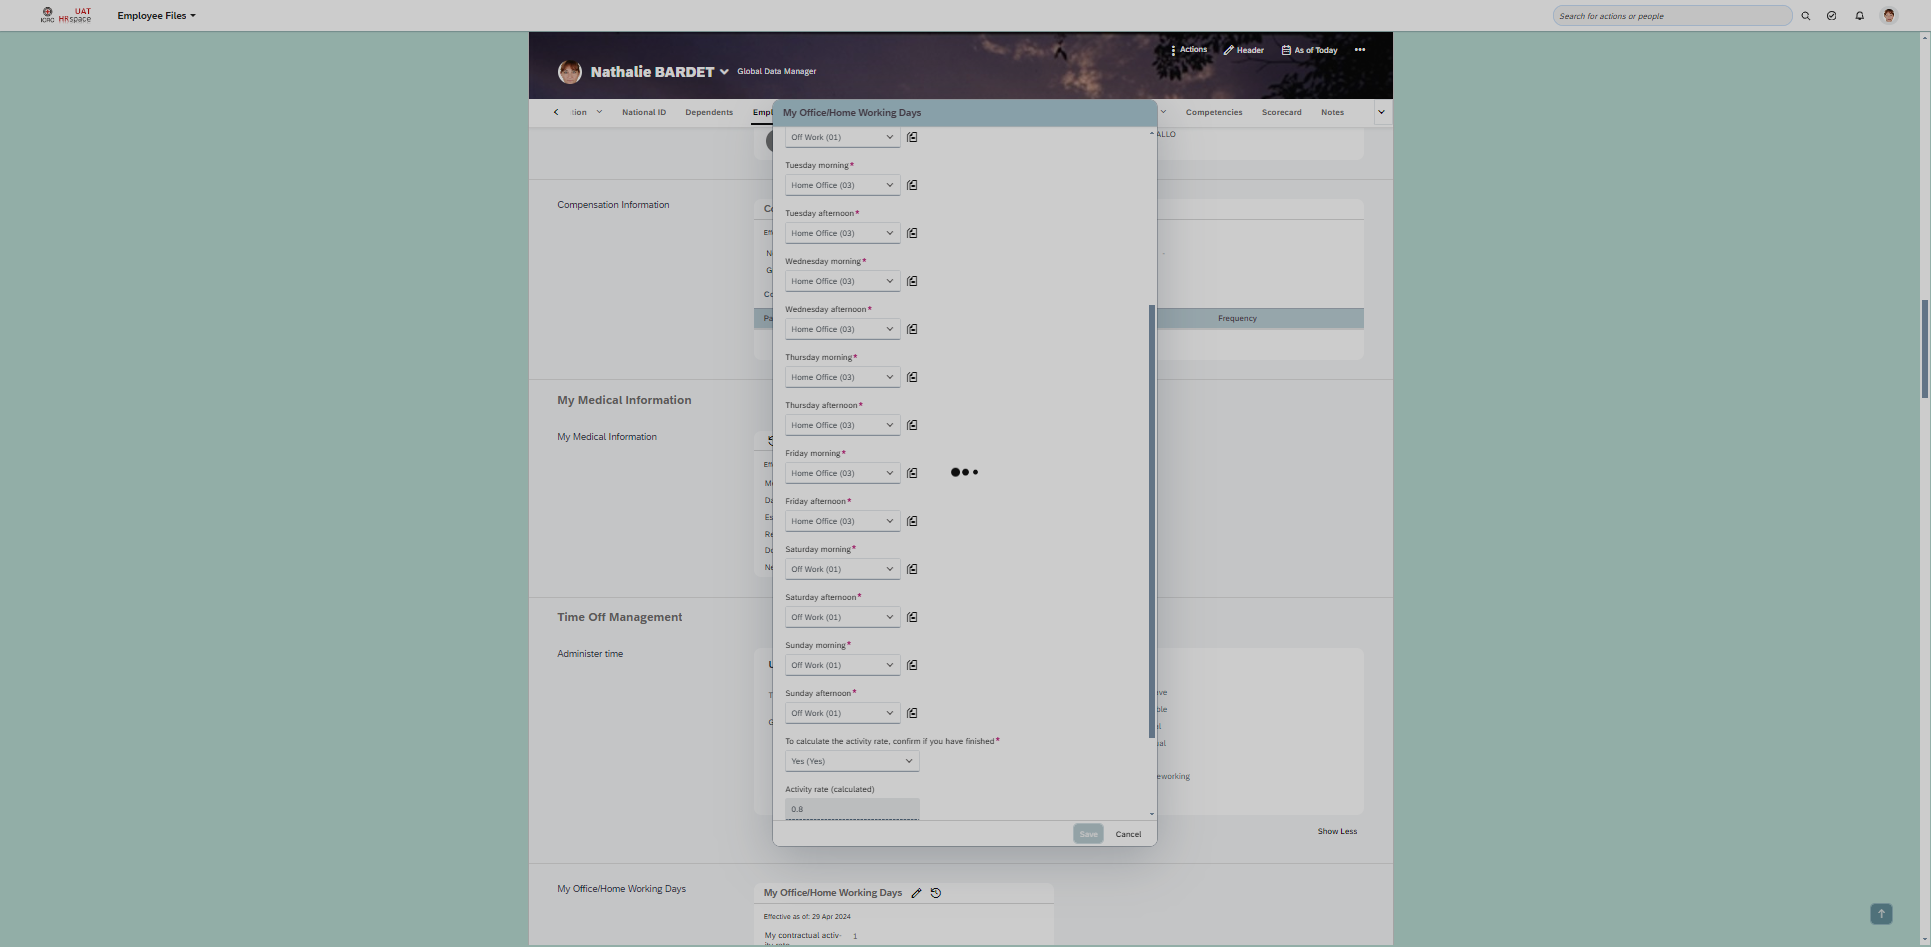 ICRC
UAT
HRspace
Employee Files
Search for actions or people
Actions
Header
As of Today
Nathalie BARDET
Global Data Manager
tion
National ID
Dependents
Empl
Competencies
Scorecard
Notes
My Office/Home Working Days
ALLO
Off Work (01)
Tuesday morning*
Home Office (03)
Compensation Information
Tuesday afternoon*
Home Office (03)
Wednesday morning*
Home Office (03)
Wednesday afternoon*
Frequency
Home Office (03)
Thursday morning*
Home Office (03)
My Medical Information
Thursday afternoon*
Home Office (03)
My Medical Information
Friday morning*
Home Office (03)
Friday afternoon*
Home Office (03)
Saturday morning*
Off Work (01)
Saturday afternoon*
Off Work (01)
Time Off Management
Sunday morning*
Administer time
Off Work (01)
Sunday afternoon*
ve
ble
Off Work (01)
al
ual
To calculate the activity rate, confirm if you have finished*
Yes (Yes)
eworking
Activity rate (calculated)
0.8
Save
Cancel
Show Less
My Office/Home Working Days
My Office/Home Working Days
Effective as of: 29 Apr 2024
My contractual activ-
1